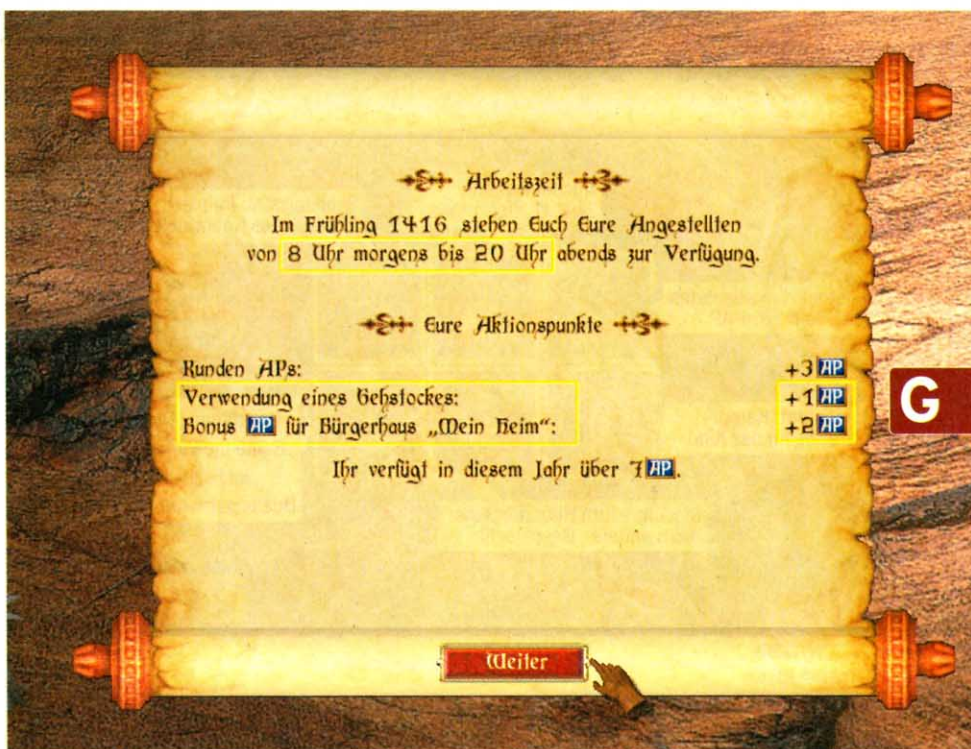 Arbeitszeit
Im Frühling 1416 stehen Euch Eure Angestellten
von 8 Uhr morgens bis 20 Uhr abends zur Verfügung.
Eure Aktionspunkte
Runden APs: +3 AP
Verwendung eines Gehstockes: +1 AP
Bonus AP für Bürgerhaus „Mein Heim“: +2 AP
G
Ihr verfügt in diesem Jahr über 7 AP.
Weiter